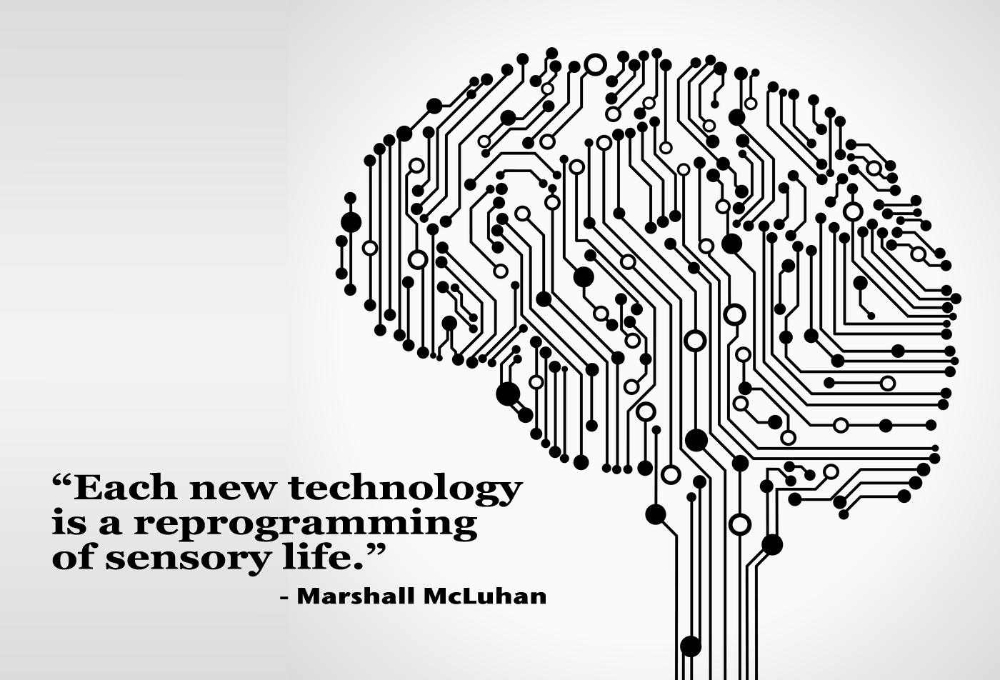 “Each new technology
is a reprogramming
of sensory life.”
- Marshall McLuhan